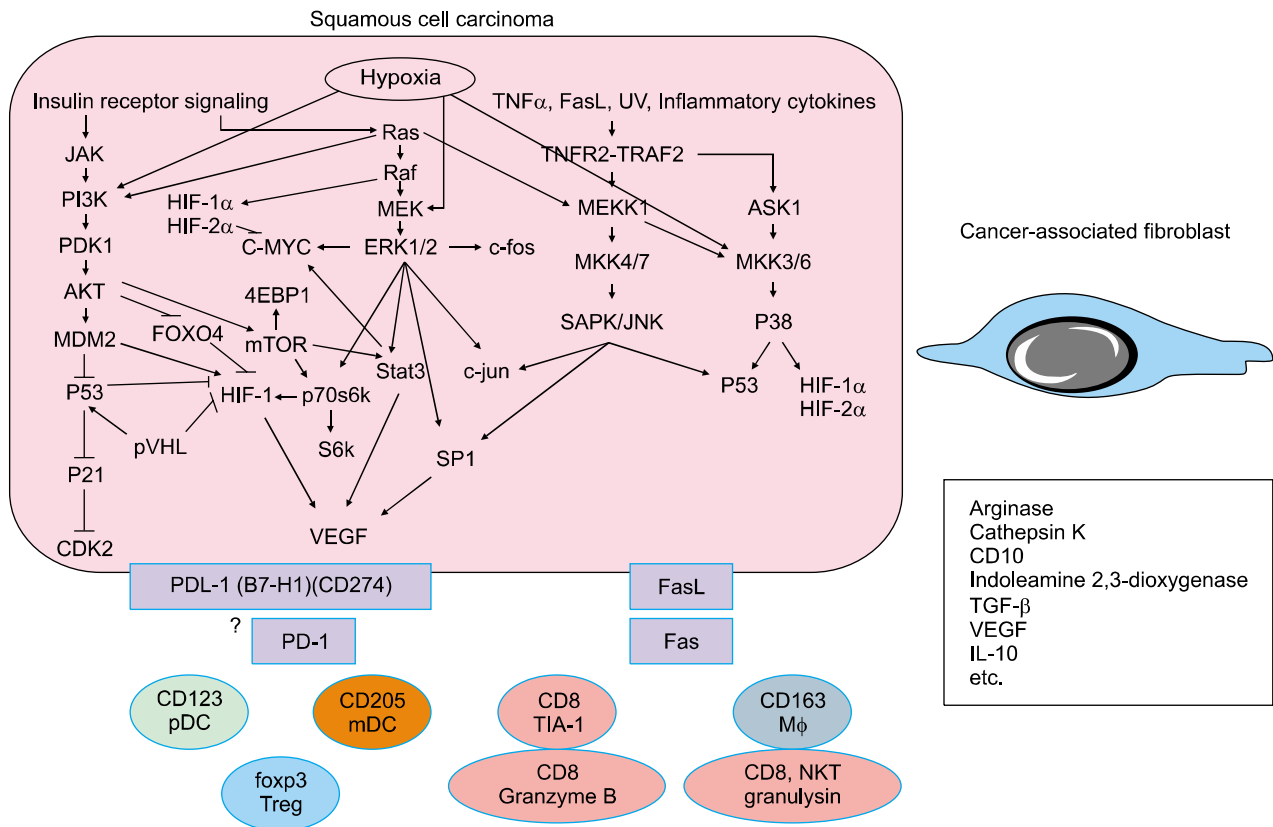 Squamous cell carcinoma
Hypoxia
Insulin receptor signaling
TNFα, FasL, UV, Inflammatory cytokines
JAK
Ras
TNFR2-TRAF2
PI3K
Raf
HIF-1α
HIF-2α
MEK
MEKK1
ASK1
PDK1
C-MYC
ERK1/2
c-fos
MKK4/7
MKK3/6
AKT
4EBP1
SAPK/JNK
P38
MDM2
FOXO4
mTOR
Stat3
c-jun
P53
HIF-1
p70s6k
P53
HIF-1α
HIF-2α
pVHL
S6k
SP1
P21
VEGF
CDK2
PDL-1 (B7-H1)(CD274)
FasL
?
PD-1
Fas
CD123
pDC
CD205
mDC
CD8
TIA-1
CD163
Mϕ
foxp3
Treg
CD8
Granzyme B
CD8, NKT
granulysin
Cancer-associated fibroblast
Arginase
Cathepsin K
CD10
Indoleamine 2,3-dioxygenase
TGF-β
VEGF
IL-10
etc.